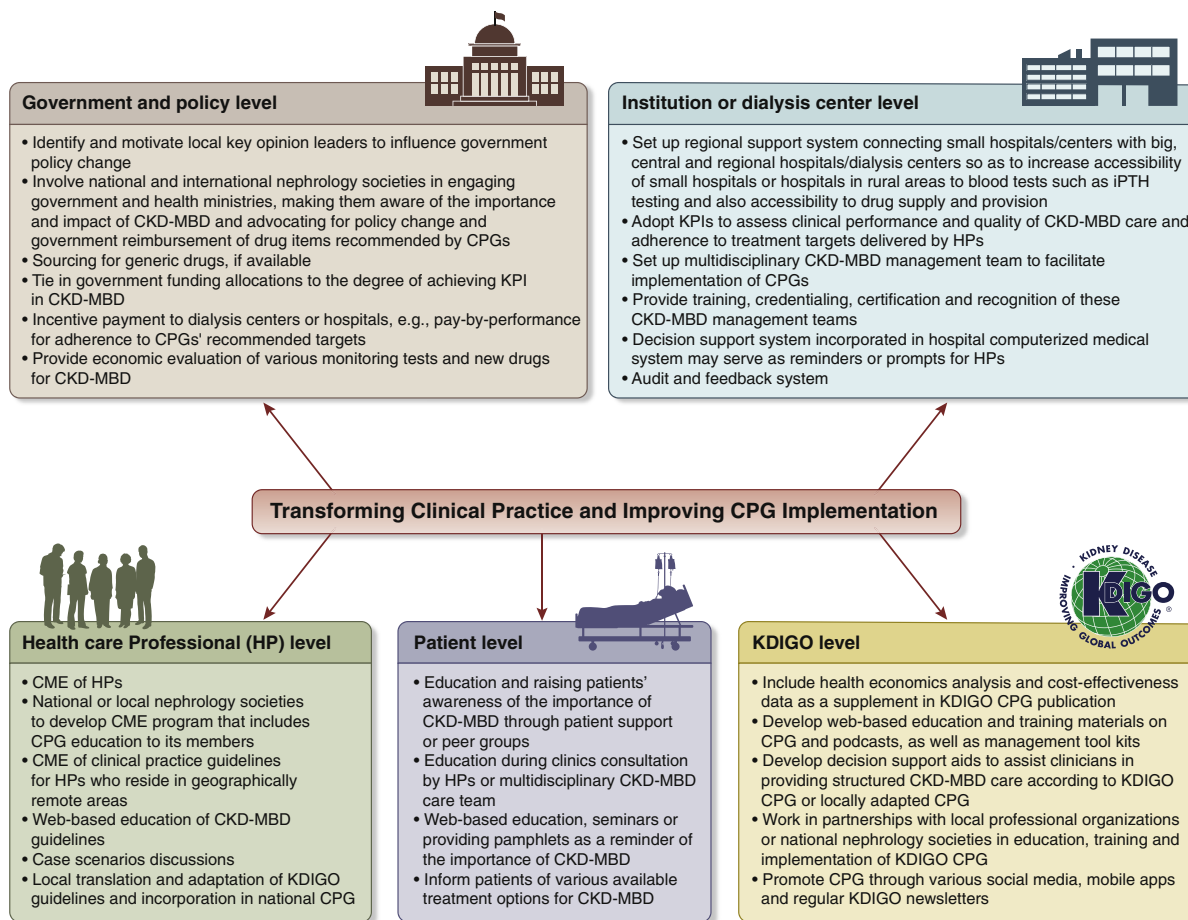 Government and policy level
• Identify and motivate local key opinion leaders to influence government
policy change
• Involve national and international nephrology societies in engaging
government and health ministries, making them aware of the importance
and impact of CKD-MBD and advocating for policy change and
government reimbursement of drug items recommended by CPGs
• Sourcing for generic drugs, if available
• Tie in government funding allocations to the degree of achieving KPI
in CKD-MBD
• Incentive payment to dialysis centers or hospitals, e.g., pay-by-performance
for adherence to CPGs' recommended targets
• Provide economic evaluation of various monitoring tests and new drugs
for CKD-MBD
Institution or dialysis center level
• Set up regional support system connecting small hospitals/centers with big,
central and regional hospitals/dialysis centers so as to increase accessibility
of small hospitals or hospitals in rural areas to blood tests such as iPTH
testing and also accessibility to drug supply and provision
• Adopt KPIs to assess clinical performance and quality of CKD-MBD care and
adherence to treatment targets delivered by HPs
• Set up multidisciplinary CKD-MBD management team to facilitate
implementation of CPGs
• Provide training, credentialing, certification and recognition of these
CKD-MBD management teams
• Decision support system incorporated in hospital computerized medical
system may serve as reminders or prompts for HPs
• Audit and feedback system
Transforming Clinical Practice and Improving CPG Implementation
Health care Professional (HP) level
• CME of HPs
• National or local nephrology societies
to develop CME program that includes
CPG education to its members
• CME of clinical practice guidelines
for HPs who reside in geographically
remote areas
• Web-based education of CKD-MBD
guidelines
• Case scenarios discussions
• Local translation and adaptation of KDIGO
guidelines and incorporation in national CPG
Patient level
• Education and raising patients’
awareness of the importance of
CKD-MBD through patient support
or peer groups
• Education during clinics consultation
by HPs or multidisciplinary CKD-MBD
care team
• Web-based education, seminars or
providing pamphlets as a reminder of
the importance of CKD-MBD
• Inform patients of various available
treatment options for CKD-MBD
KIDNEY DISEASE
KDIGO ®
IMPROVING GLOBAL OUTCOMES
KDIGO level
• Include health economics analysis and cost-effectiveness
data as a supplement in KDIGO CPG publication
• Develop web-based education and training materials on
CPG and podcasts, as well as management tool kits
• Develop decision support aids to assist clinicians in
providing structured CKD-MBD care according to KDIGO
CPG or locally adapted CPG
• Work in partnerships with local professional organizations
or national nephrology societies in education, training and
implementation of KDIGO CPG
• Promote CPG through various social media, mobile apps
and regular KDIGO newsletters